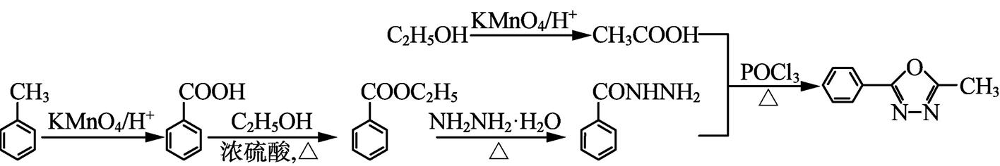 C₂H₅OH KMnO₄/H⁺ CH₃COOH
POCl₃ △ O N N CH₃
CH₃ KMnO₄/H⁺ COOH C₂H₅OH 浓硫酸,△ COOC₂H₅ NH₂NH₂·H₂O △ CONHNH₂